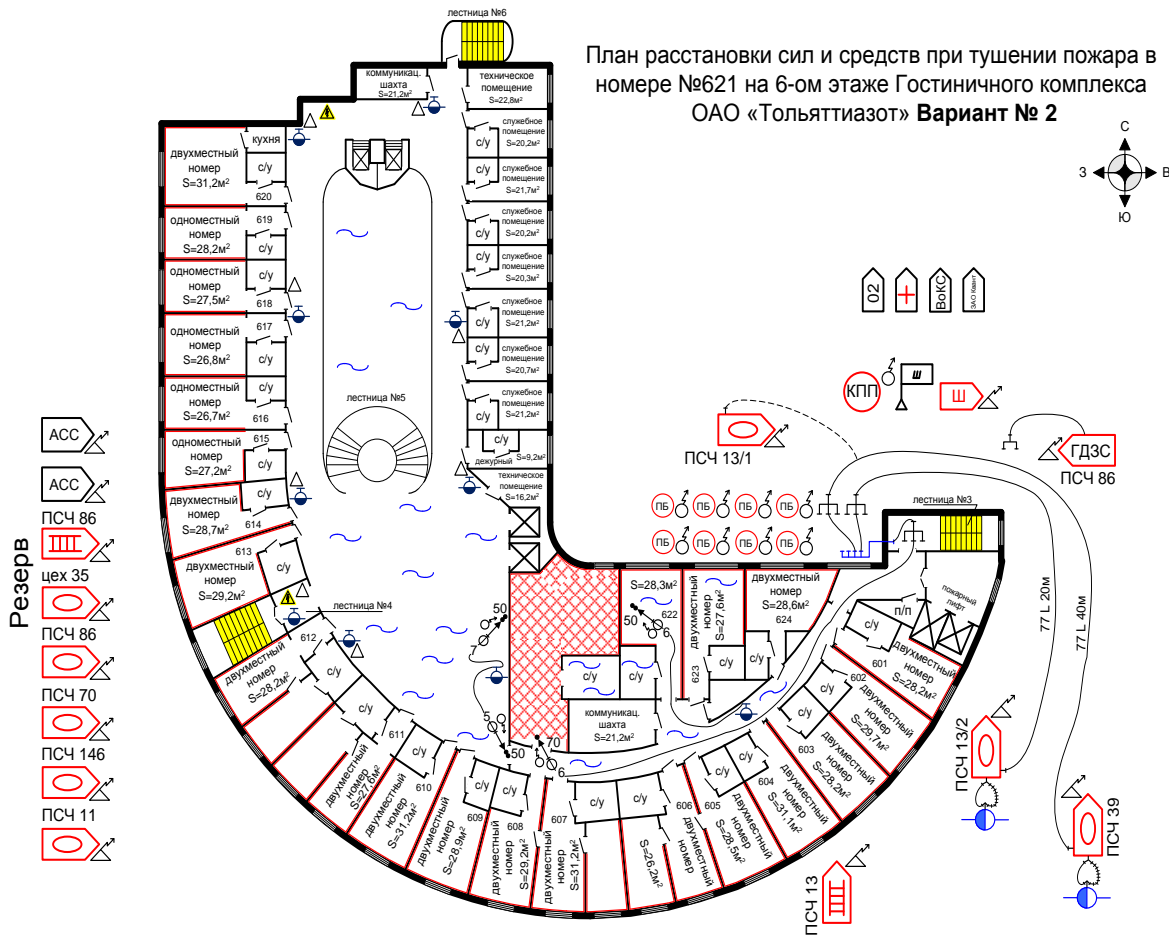 лестница №6
План расстановки сил и средств при тушении пожара в
номере №621 на 6-ом этаже Гостиничного комплекса
ОАО «Тольяттиазот» Вариант № 2
С
З
В
Ю
коммуникац.
шахта
S=21,2м²
техническое
помещение
S=22,8м²
кухня
двухместный
номер
S=31,2м²
с/у
620
служебное
помещение
S=20,2м²
с/у
служебное
помещение
S=21,7м²
с/у
619
одноместный
номер
S=28,2м²
с/у
служебное
помещение
S=20,2м²
с/у
служебное
помещение
S=20,3м²
с/у
одноместный
номер
S=27,5м²
с/у
618
служебное
помещение
S=21,2м²
с/у
617
одноместный
номер
S=26,8м²
с/у
служебное
помещение
S=20,7м²
с/у
одноместный
номер
S=26,7м²
с/у
616
служебное
помещение
S=21,2м²
с/у
лестница №5
615
одноместный
номер
S=27,2м²
с/у
с/у
дежурный
S=9,2м²
техническое
помещение
S=16,2м²
двухместный
номер
S=28,7м²
с/у
614
613
двухместный
номер
S=29,2м²
с/у
лестница №4
612
двухместный
номер
S=28,2м²
с/у
с/у
611
двухместный
номер
S=27,6м²
с/у
610
двухместный
номер
S=31,2м²
с/у
609
двухместный
номер
S=28,9м²
с/у
608
двухместный
номер
S=29,2м²
607
двухместный
номер
S=31,2м²
с/у
с/у
S=26,2м²
606
двухместный
номер
с/у
605
двухместный
номер
S=28,5м²
с/у
604
двухместный
номер
S=31,1м²
603
двухместный
номер
S=28,2м²
с/у
602
двухместный
номер
S=29,7м²
с/у
601
двухместный
номер
S=28,2м²
с/у
п/п
пожарный
лифт
лестница №3
50
7
5
50
70
6
50
6
S=28,3м²
622
двухместный
номер
S=27,6м²
623
с/у
с/у
двухместный
номер
S=28,6м²
624
с/у
с/у
коммуникац.
шахта
S=21,2м²
02
ВоКС
ЗАО Квант
КПП
Ш
Ш
ПСЧ 13/1
ГДЗС
ПСЧ 86
ПБ
ПБ
ПБ
ПБ
ПБ
ПБ
ПБ
ПБ
77 L 20м
77 L 40м
ПСЧ 13/2
ПСЧ 39
ПСЧ 13
Резерв
АСС
АСС
ПСЧ 86
цех 35
ПСЧ 86
ПСЧ 70
ПСЧ 146
ПСЧ 11